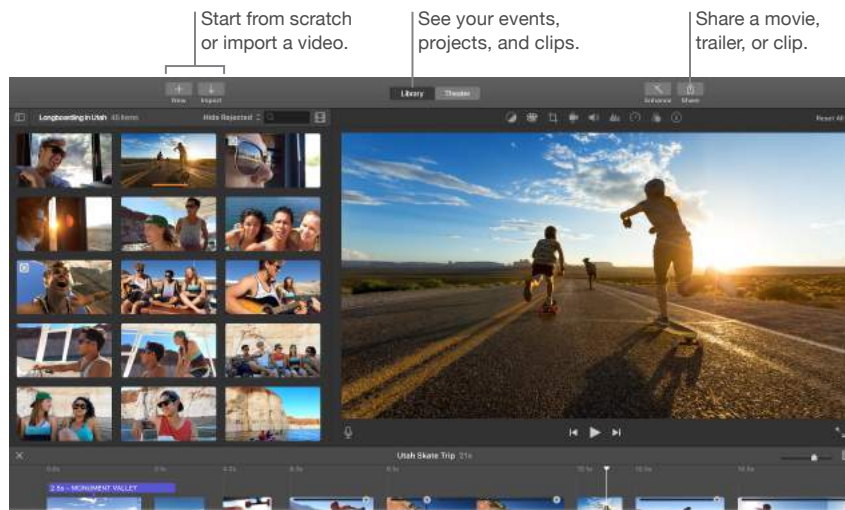 Start from scratch
or import a video.
See your events,
projects, and clips.
Share a movie,
trailer, or clip.
New Import
Library Theater
Enhance Share
Longboarding in Utah 45 items Hide Rejected
Reset All
Utah Skate Trip 21s
2.5s – MONUMENT VALLEY